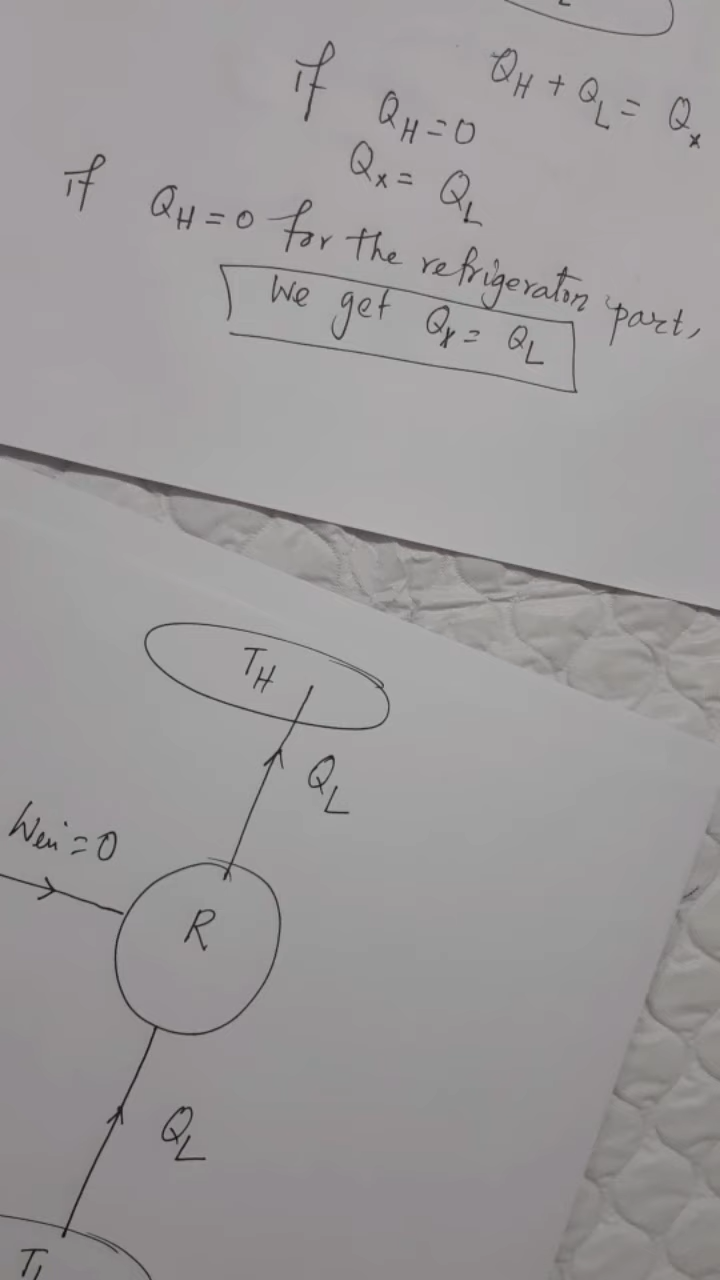 Q_H + Q_L = Q_x
if Q_H = 0
Q_x = Q_L
if Q_H = 0 for the refrigeration part,
We get Q_x = Q_L
T_H
Q_L
= 0
R
Q_L
T_L